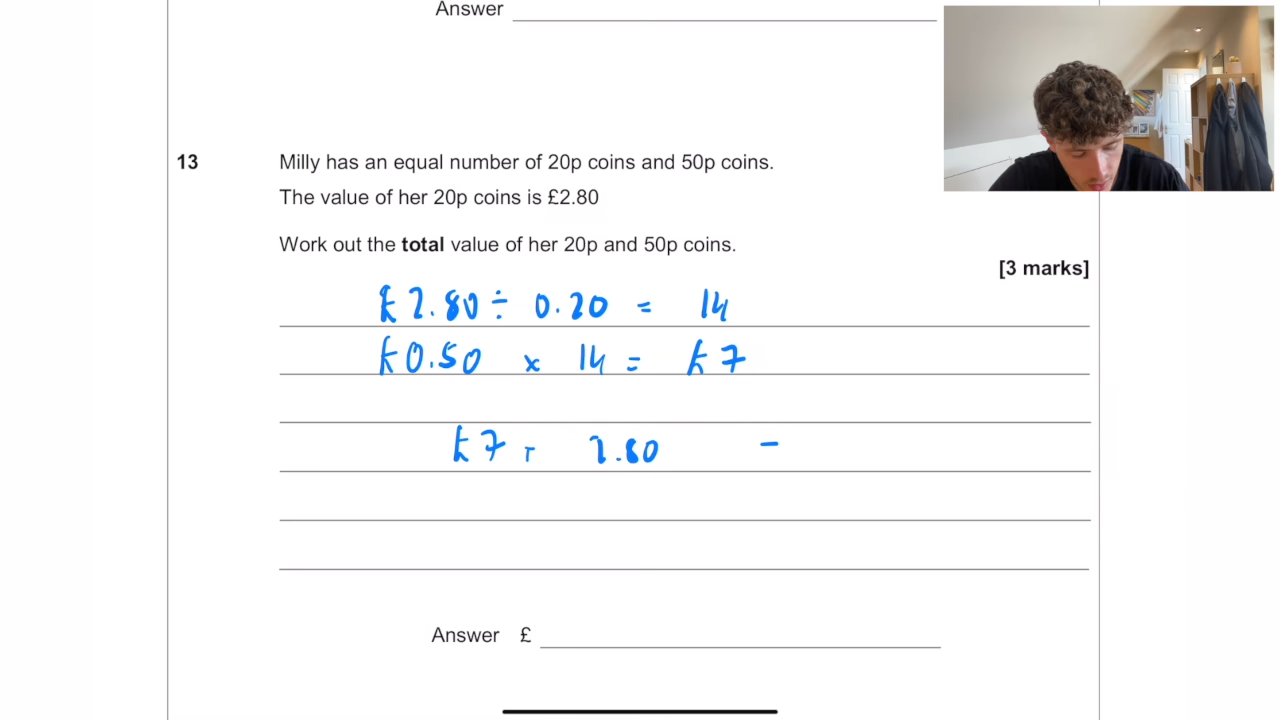 Answer
13 Milly has an equal number of 20p coins and 50p coins.
The value of her 20p coins is £2.80
Work out the total value of her 20p and 50p coins.
[3 marks]
£2.80 ÷ 0.20 = 14
£0.50 x 14 = £7
£7 + 2.80 =
Answer £